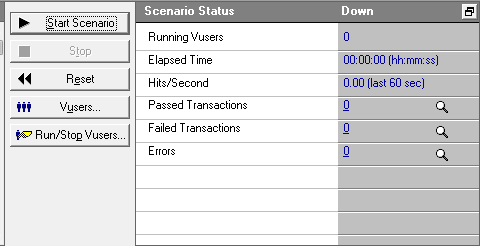 Start Scenario
Stop
Reset
Vusers...
Run/Stop Vusers...
Scenario Status Down
Running Vusers 0
Elapsed Time 00:00:00 (hh:mm:ss)
Hits/Second 0.00 (last 60 sec)
Passed Transactions 0
Failed Transactions 0
Errors 0